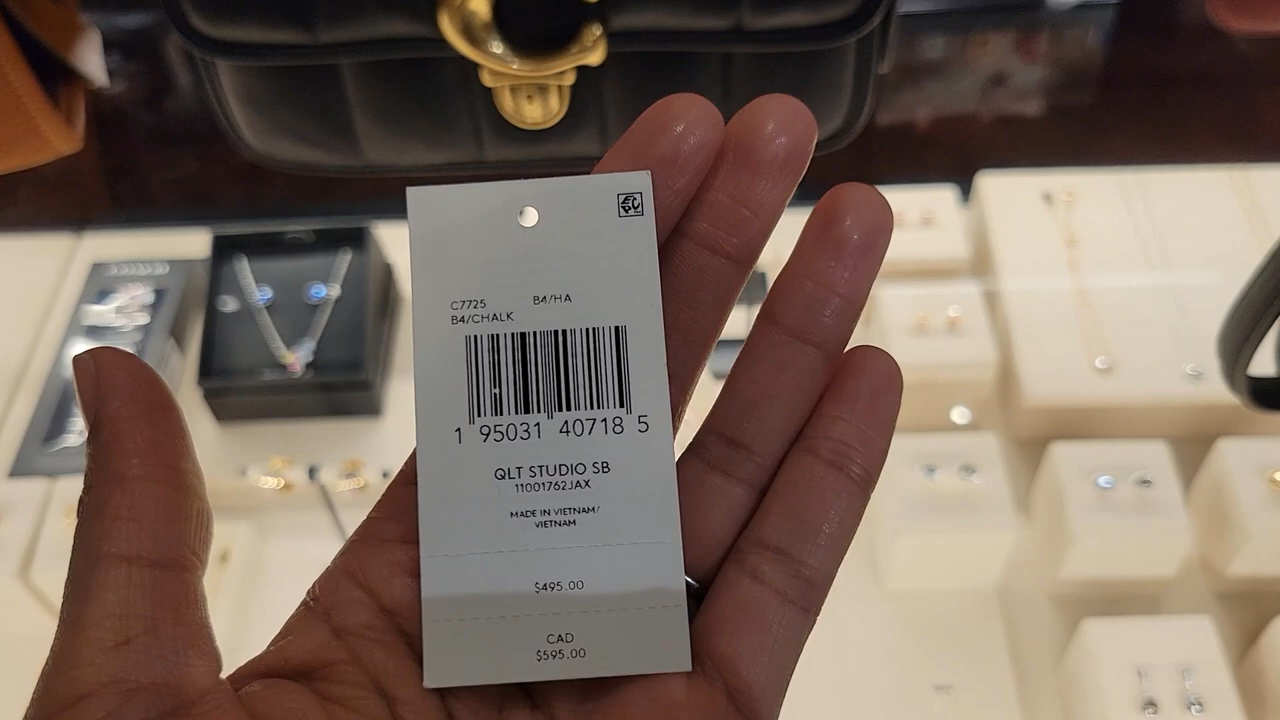 C7725 B4/HA
B4/CHALK
1 95031 40718 5
QLT STUDIO SB
11001762JAX
MADE IN VIETNAM/
VIETNAM
$495.00
CAD
$595.00